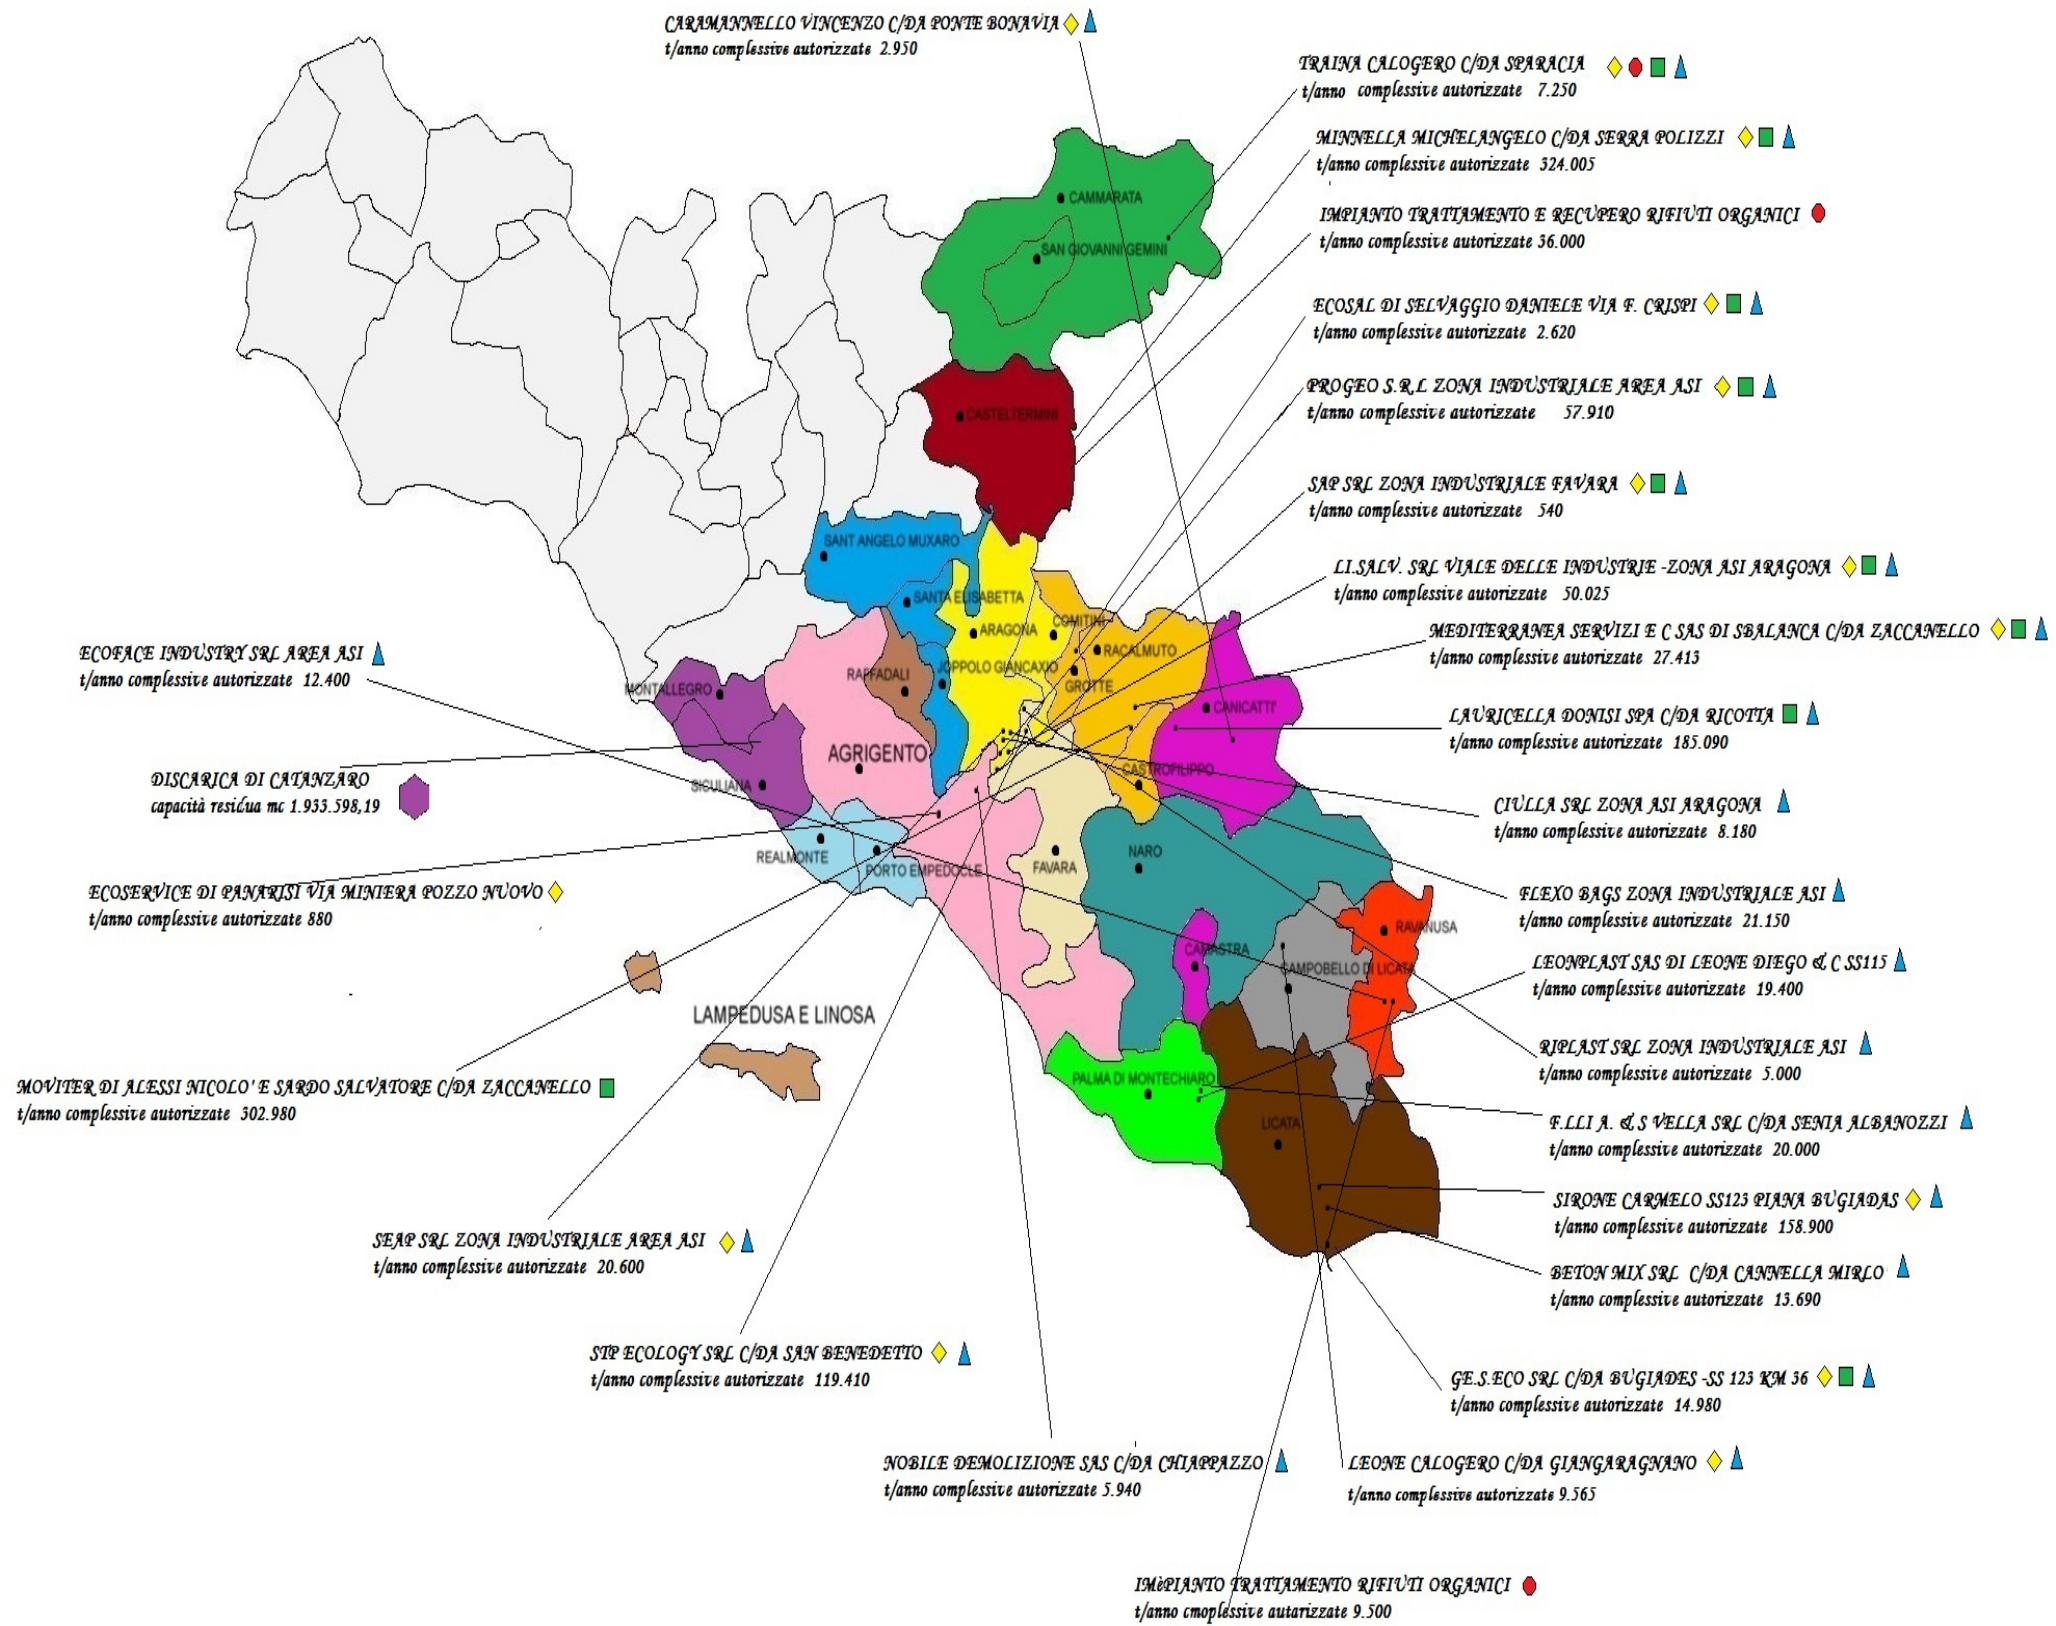 CARAMANNELLO VINCENZO C/DA PONTE BONAVIA
t/anno complessive autorizzate 2.950
TRAINA CALOGERO C/DA SPARACIA
t/anno complessive autorizzate 7.250
MINNELLA MICHELANGELO C/DA SERRA POLIZZI
t/anno complessive autorizzate 324.005
IMPIANTO TRATTAMENTO E RECUPERO RIFIUTI ORGANICI
t/anno complessive autorizzate 36.000
ECOSAL DI SELVAGGIO DANIELE VIA F. CRISPI
t/anno complessive autorizzate 2.620
PROGEO S.R.L ZONA INDUSTRIALE AREA ASI
t/anno complessive autorizzate 57.910
SAP SRL ZONA INDUSTRIALE FAVARA
t/anno complessive autorizzate 540
LI.SALV. SRL VIALE DELLE INDUSTRIE -ZONA ASI ARAGONA
t/anno complessive autorizzate 50.025
MEDITERRANEA SERVIZI E C SAS DI SBALANCA C/DA ZACCANELLO
t/anno complessive autorizzate 27.413
LAURICELLA DONISI SPA C/DA RICOTTA
t/anno complessive autorizzate 185.090
CIULLA SRL ZONA ASI ARAGONA
t/anno complessive autorizzate 8.180
FLEXO BAGS ZONA INDUSTRIALE ASI
t/anno complessive autorizzate 21.150
LEONPLAST SAS DI LEONE DIEGO & C SS115
t/anno complessive autorizzate 19.400
RIPLAST SRL ZONA INDUSTRIALE ASI
t/anno complessive autorizzate 5.000
F.LLI A. & S VELLA SRL C/DA SENIA ALBANOZZI
t/anno complessive autorizzate 20.000
SIRONE CARMELO SS123 PIANA BUGIADAS
t/anno complessive autorizzate 158.900
BETON MIX SRL C/DA CANNELLA MIRLO
t/anno complessive autorizzate 13.690
GE.S.ECO SRL C/DA BUGIADES -SS 123 KM 36
t/anno complessive autorizzate 14.980
LEONE CALOGERO C/DA GIANGARAGNANO
t/anno complessive autorizzate 9.565
IMèPIANTO TRATTAMENTO RIFIUTI ORGANICI
t/anno cmoplessive autarizzate 9.500
NOBILE DEMOLIZIONE SAS C/DA CHIAPPAZZO
t/anno complessive autorizzate 5.940
STP ECOLOGY SRL C/DA SAN BENEDETTO
t/anno complessive autorizzate 119.410
SEAP SRL ZONA INDUSTRIALE AREA ASI
t/anno complessive autorizzate 20.600
MOVITER DI ALESSI NICOLO' E SARDO SALVATORE C/DA ZACCANELLO
t/anno complessive autorizzate 302.980
ECOSERVICE DI PANARISI VIA MINIERA POZZO NUOVO
t/anno complessive autorizzate 880
DISCARICA DI CATANZARO
capacità residua mc 1.933.598,19
ECOFACE INDUSTRY SRL AREA ASI
t/anno complessive autorizzate 12.400
CAMMARATA
SAN GIOVANNI GEMINI
CASTELTERMINI
SANT ANGELO MUXARO
SANTA ELISABETTA
ARAGONA
COMITINI
RACALMUTO
JOPPOLO GIANCAXIO
RAFFADALI
GROTTE
MONTALLEGRO
CANICATTI'
AGRIGENTO
CASTROFILIPPO
SICULIANA
REALMONTE
PORTO EMPEDOCLE
FAVARA
NARO
RAVANUSA
CAMASTRA
CAMPOBELLO DI LICATA
LAMPEDUSA E LINOSA
PALMA DI MONTECHIARO
LICATA